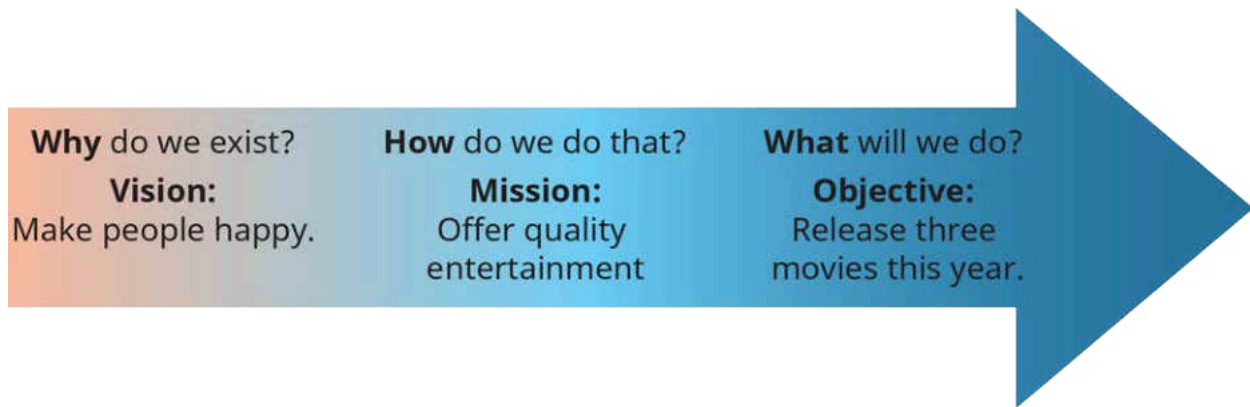 Why do we exist?
Vision:
Make people happy.
How do we do that?
Mission:
Offer quality
entertainment
What will we do?
Objective:
Release three
movies this year.